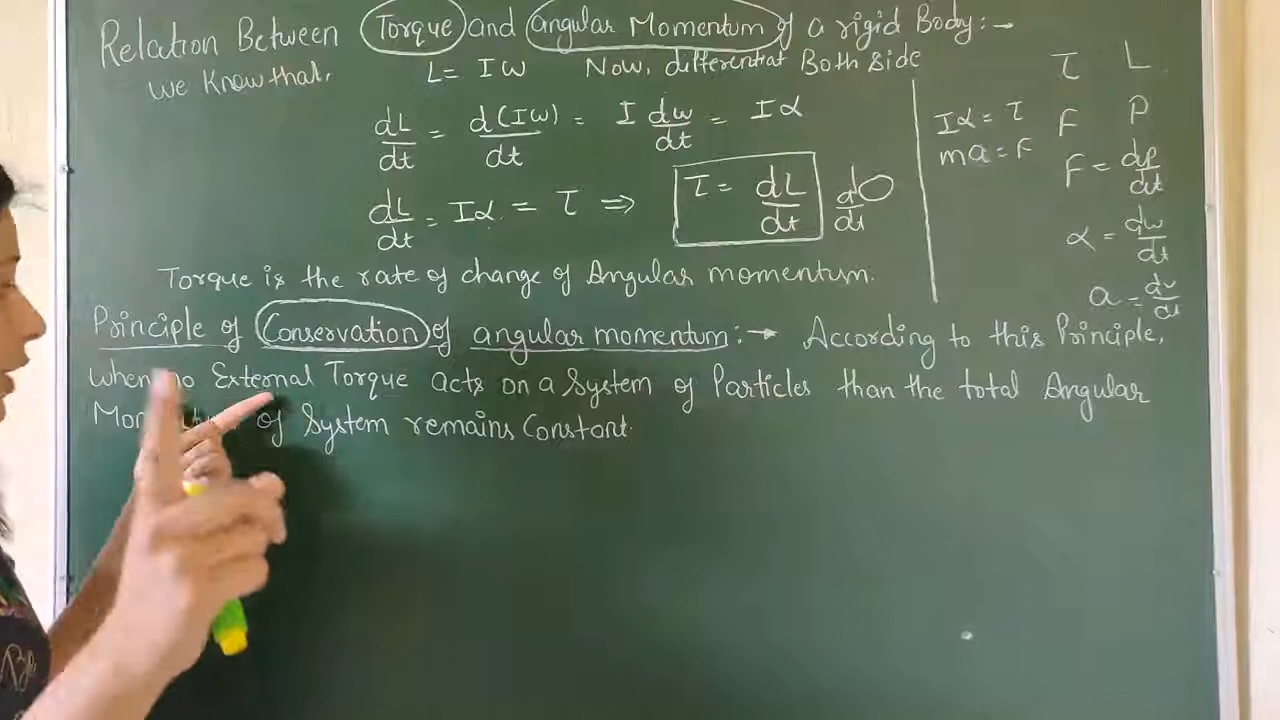 Relation Between Torque and angular Momentum of a rigid Body:-
we know that, L = Iω Now, differentiat Both side
dL/dt = d(Iω)/dt = I dω/dt = Iα
dL/dt = Iα = τ ⇒ τ = dL/dt d/dt
Torque is the rate of change of Angular momentum.
τ L
Iα = τ F P
ma = F F = dp/dt
α = dω/dt
a = dv/dt
Principle of Conservation of angular momentum:→ According to this Principle,
when no External Torque acts on a System of Particles than the total Angular
of System remains Constant.